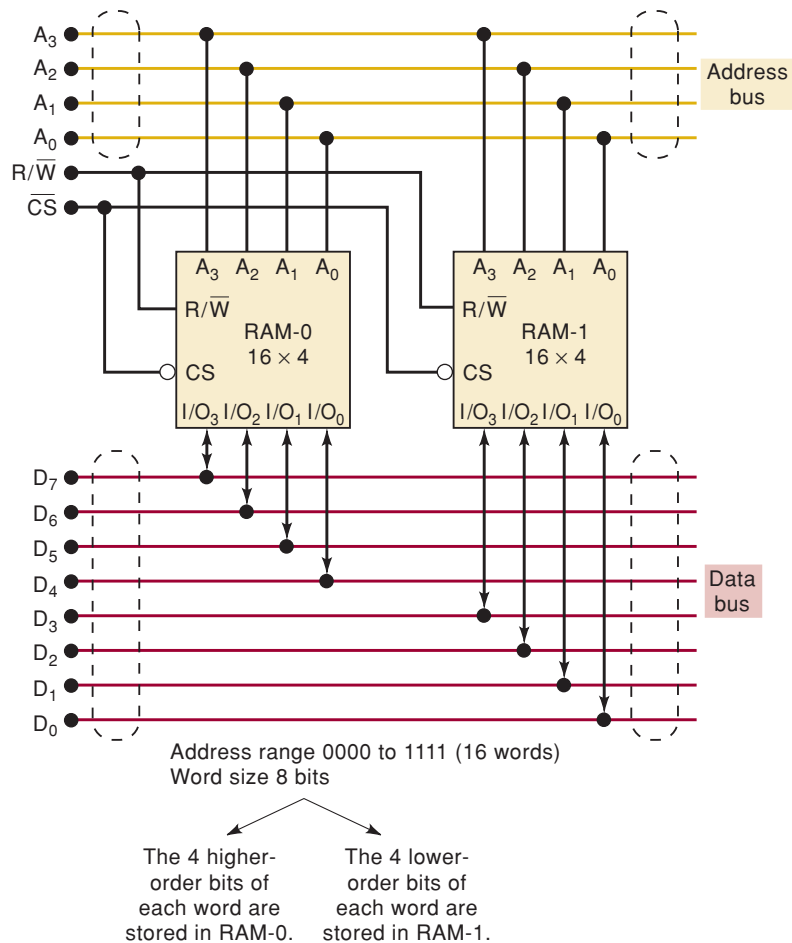 A₃
A₂
Address
bus
A₁
A₀
R/W̅
C̅S̅
A₃ A₂ A₁ A₀
R/W̅
RAM-0
16 × 4
CS
I/O₃ I/O₂ I/O₁ I/O₀
A₃ A₂ A₁ A₀
R/W̅
RAM-1
16 × 4
CS
I/O₃ I/O₂ I/O₁ I/O₀
D₇
D₆
D₅
D₄
D₃
D₂
D₁
D₀
Data
bus
Address range 0000 to 1111 (16 words)
Word size 8 bits
The 4 higher-
order bits of
each word are
stored in RAM-0.
The 4 lower-
order bits of
each word are
stored in RAM-1.